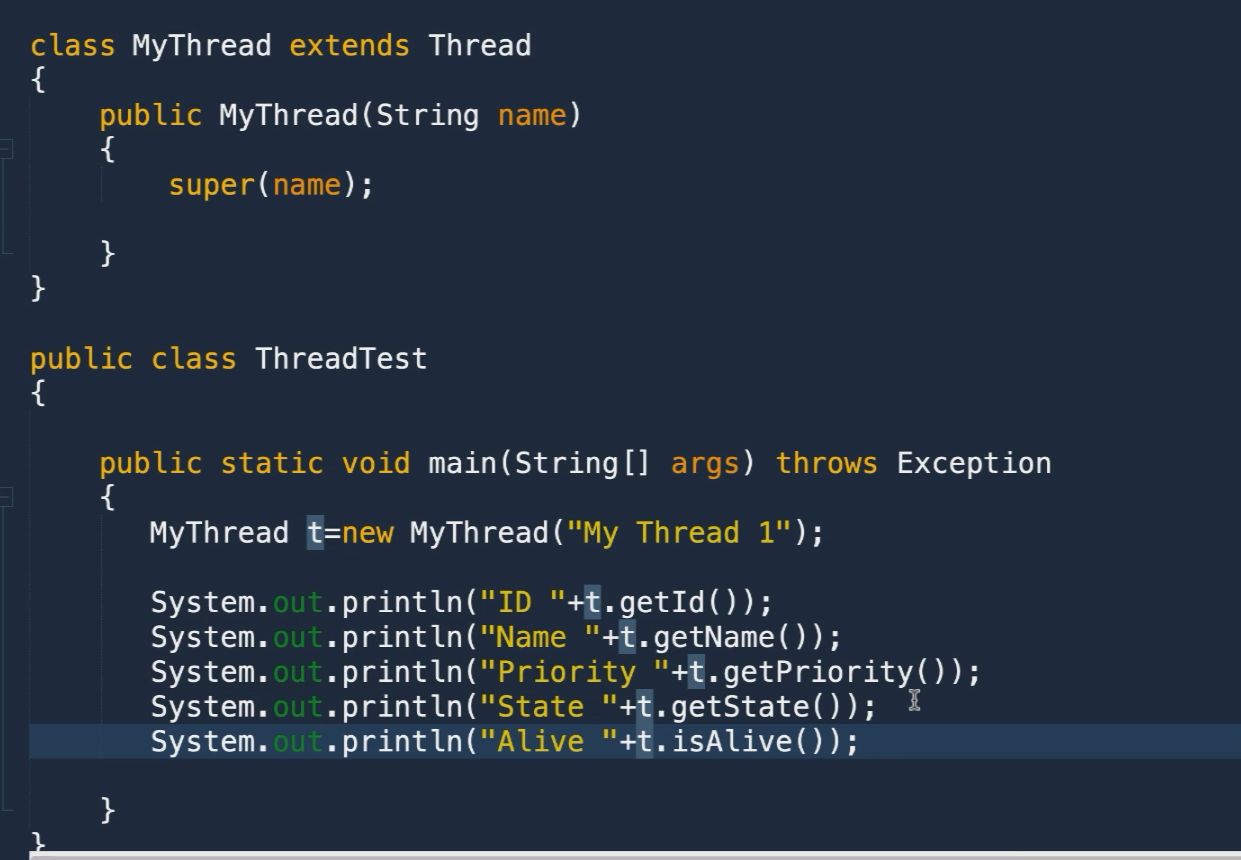 class MyThread extends Thread
{
    public MyThread(String name)
    {
        super(name);

    }
}

public class ThreadTest
{

    public static void main(String[] args) throws Exception
    {
       MyThread t=new MyThread("My Thread 1");

       System.out.println("ID "+t.getId());
       System.out.println("Name "+t.getName());
       System.out.println("Priority "+t.getPriority());
       System.out.println("State "+t.getState());
       System.out.println("Alive "+t.isAlive());

    }
}